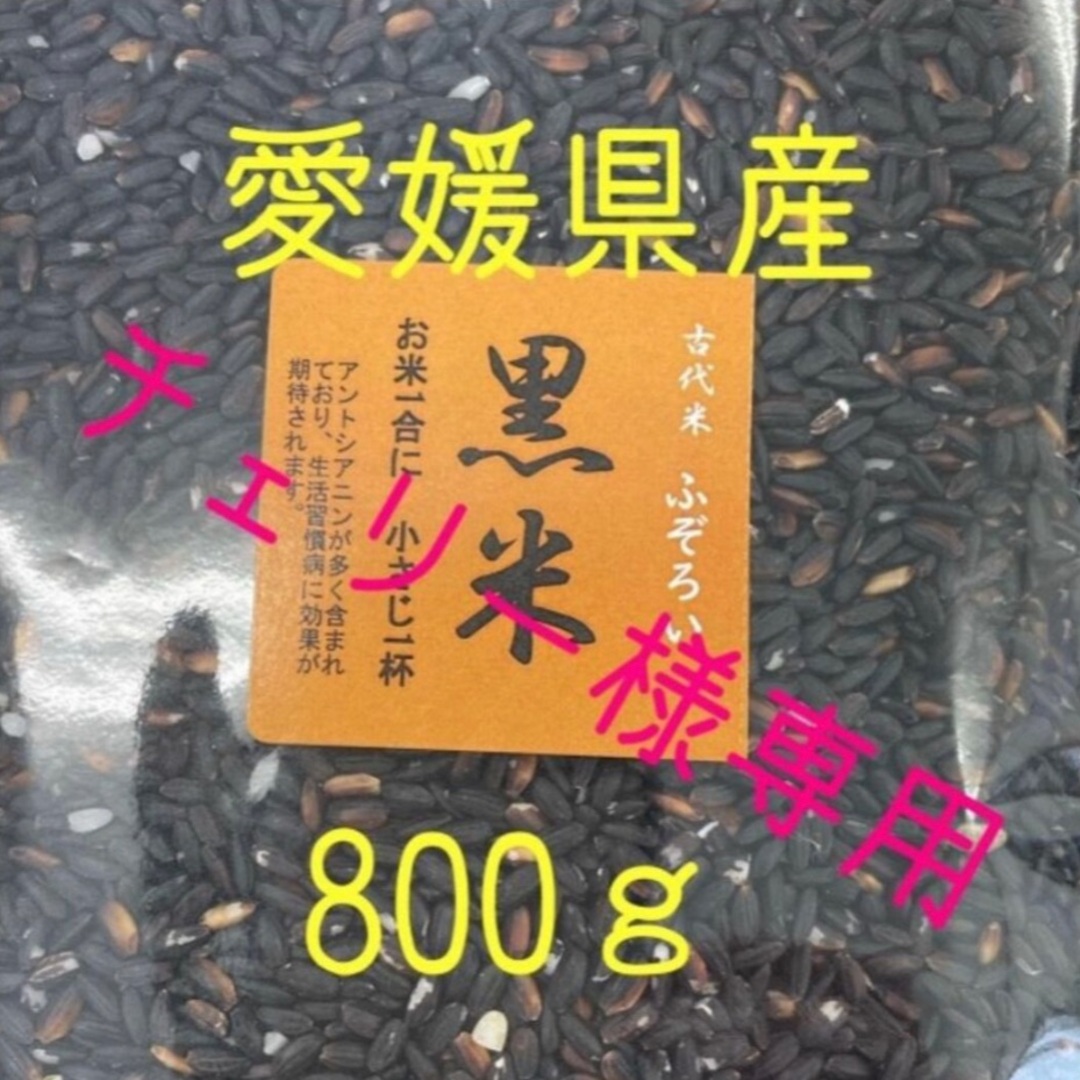 愛媛県産
古代米　ふぞろい
黒米
お米一合に　小さじ一杯
アントシアニンが多く含まれ
ており、生活習慣病に効果が
期待されます。
チェリー様専用
800g